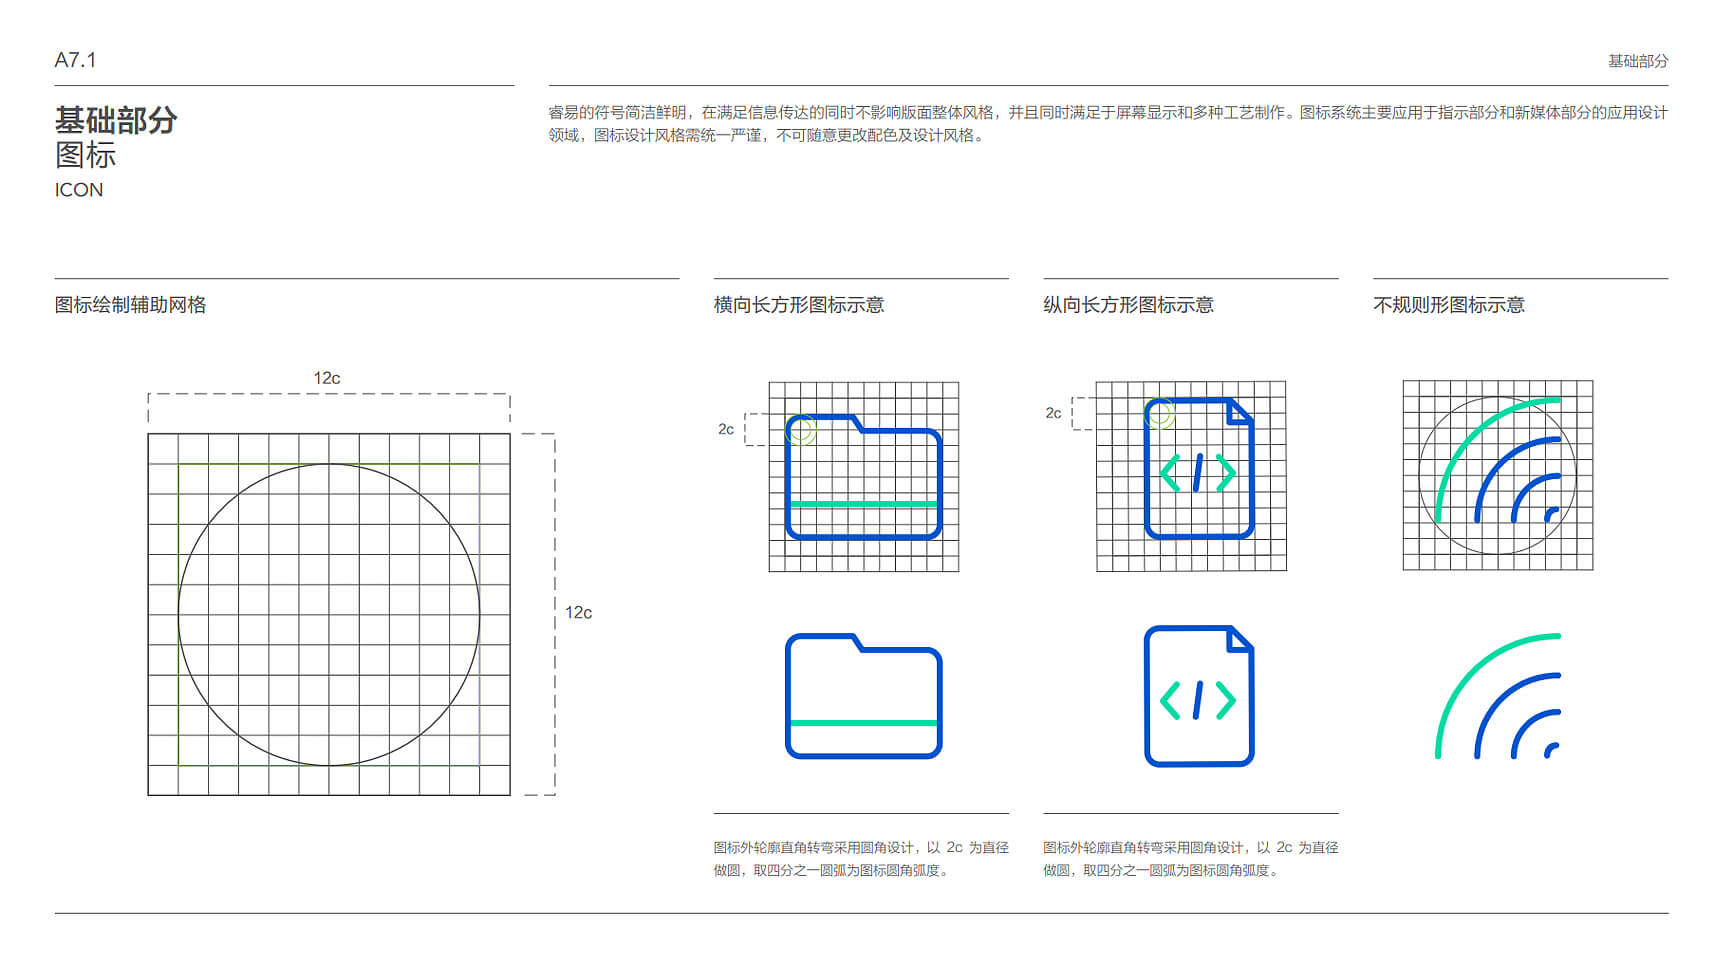 A7.1
基础部分
基础部分
图标
ICON
睿易的符号简洁鲜明，在满足信息传达的同时不影响版面整体风格，并且同时满足于屏幕显示和多种工艺制作。图标系统主要应用于指示部分和新媒体部分的应用设计
领域，图标设计风格需统一严谨，不可随意更改配色及设计风格。
图标绘制辅助网格
12c
12c
横向长方形图标示意
2c
图标外轮廓直角转弯采用圆角设计，以 2c 为直径
做圆，取四分之一圆弧为图标圆角弧度。
纵向长方形图标示意
2c
</>
</>
图标外轮廓直角转弯采用圆角设计，以 2c 为直径
做圆，取四分之一圆弧为图标圆角弧度。
不规则形图标示意